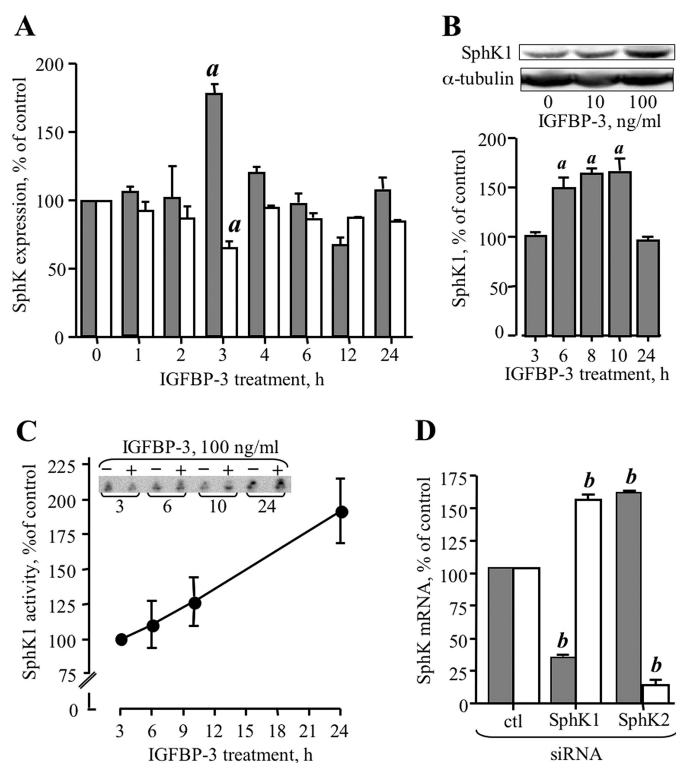 A
SphK expression, % of control
200
150
100
50
0
a
a
0 1 2 3 4 6 12 24
IGFBP-3 treatment, h
B
SphK1
α-tubulin
0 10 100
IGFBP-3, ng/ml
SphK1, % of control
200
150
100
50
0
a a a
3 6 8 10 24
IGFBP-3 treatment, h
C
IGFBP-3, 100 ng/ml
– + – + – + – +
3 6 10 24
SphK1 activity, %of control
225
200
175
150
125
100
75
0
3 6 9 12 15 18 21 24
IGFBP-3 treatment, h
D
SphK mRNA, % of control
175
150
125
100
75
50
25
0
b b
b b
ctl SphK1 SphK2
siRNA